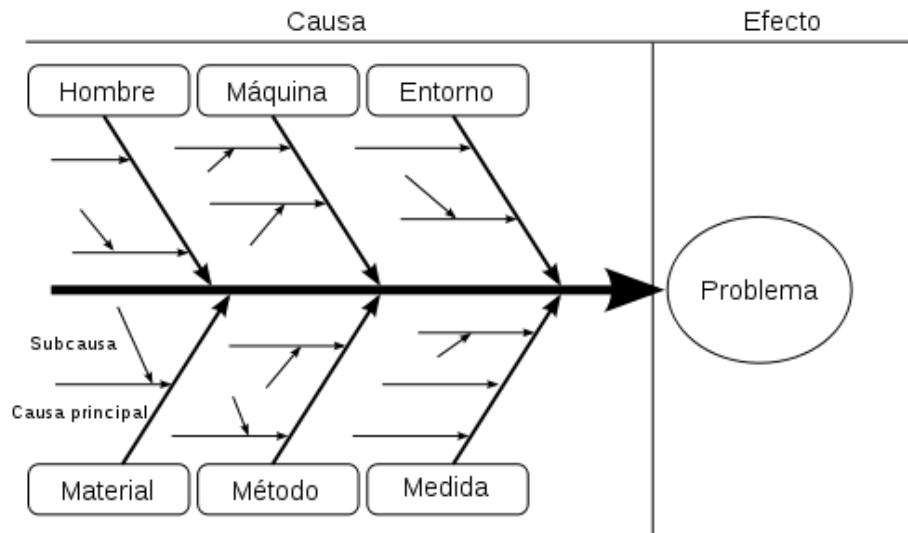 Causa
Efecto
Hombre
Máquina
Entorno
Problema
Subcausa
Causa principal
Material
Método
Medida